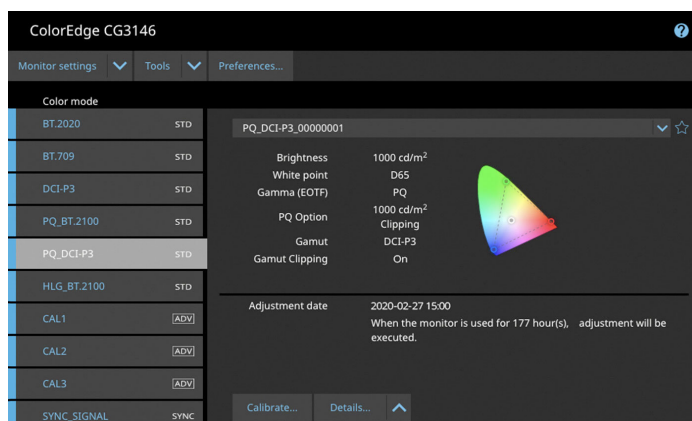 ColorEdge CG3146
?
Monitor settings Tools Preferences...
Color mode
BT.2020 STD
BT.709 STD
DCI-P3 STD
PQ_BT.2100 STD
PQ_DCI-P3 STD
HLG_BT.2100 STD
CAL1 ADV
CAL2 ADV
CAL3 ADV
SYNC_SIGNAL SYNC
PQ_DCI-P3_00000001
Brightness 1000 cd/m²
White point D65
Gamma (EOTF) PQ
PQ Option 1000 cd/m²
Clipping
Gamut DCI-P3
Gamut Clipping On
Adjustment date 2020-02-27 15:00
When the monitor is used for 177 hour(s), adjustment will be
executed.
Calibrate... Details...